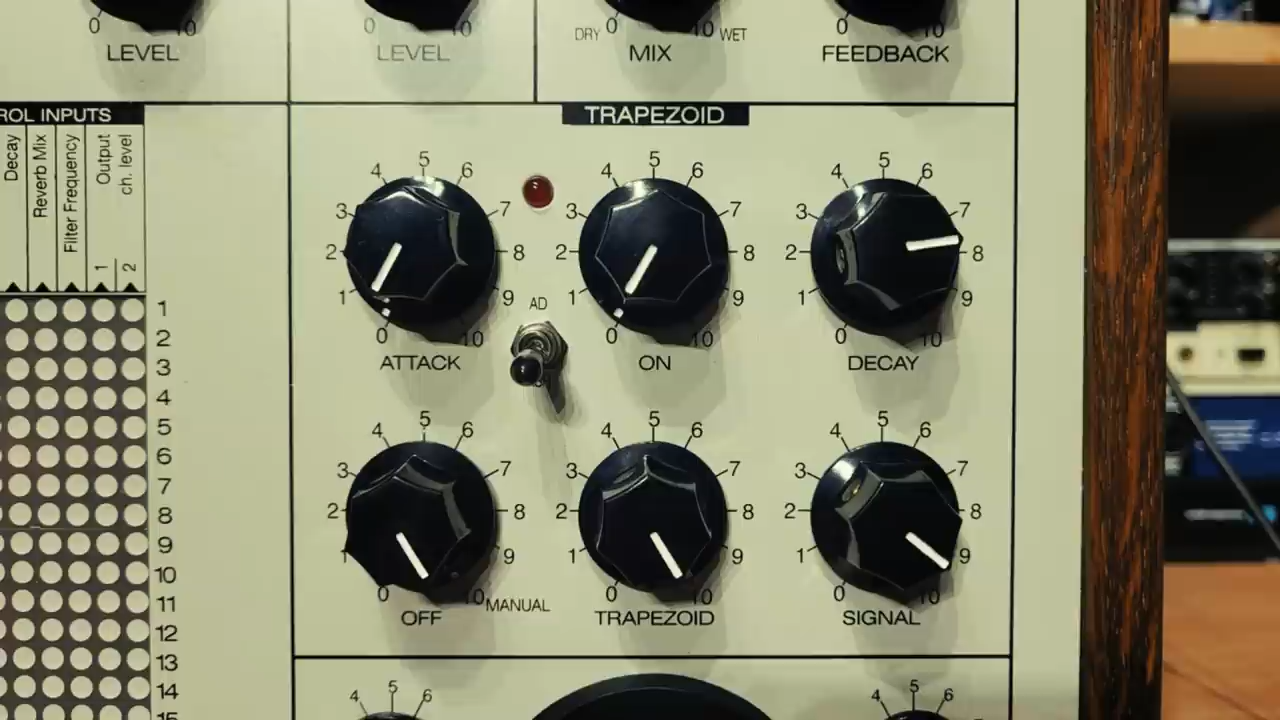 0 10
LEVEL
0 10
LEVEL
DRY 0 10 WET
MIX
0 10
FEEDBACK
ROL INPUTS
Decay
Reverb Mix
Filter Frequency
Output
ch. level
1 2
1
2
3
4
5
6
7
8
9
10
11
12
13
14
15
TRAPEZOID
0 1 2 3 4 5 6 7 8 9 10
ATTACK
AD
0 1 2 3 4 5 6 7 8 9 10
ON
0 1 2 3 4 5 6 7 8 9 10
DECAY
0 1 2 3 4 5 6 7 8 9 10
MANUAL
OFF
0 1 2 3 4 5 6 7 8 9 10
TRAPEZOID
0 1 2 3 4 5 6 7 8 9 10
SIGNAL
4 5 6
4 5 6